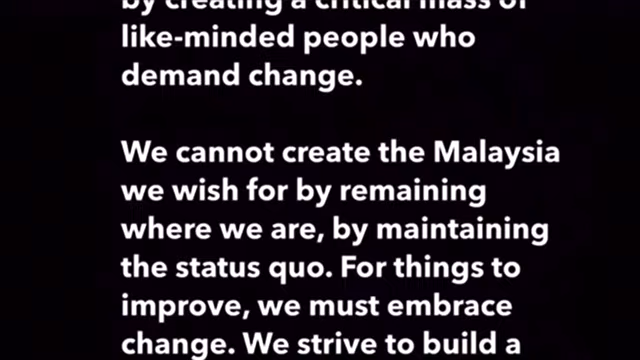 by creating a critical mass of
like-minded people who
demand change.
We cannot create the Malaysia
we wish for by remaining
where we are, by maintaining
the status quo. For things to
improve, we must embrace
change. We strive to build a